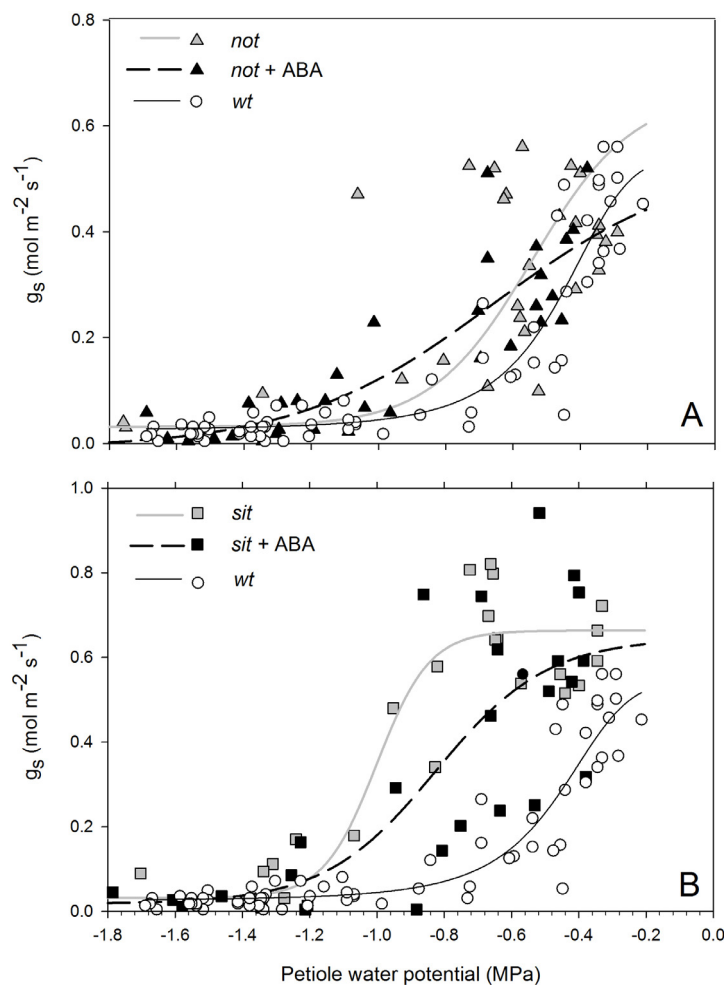 0.8
not
not + ABA
wt
0.6
gs (mol m-2 s-1)
0.4
0.2
0.0
A
1.0
sit
sit + ABA
wt
0.8
gs (mol m-2 s-1)
0.6
0.4
0.2
0.0
B
-1.8 -1.6 -1.4 -1.2 -1.0 -0.8 -0.6 -0.4 -0.2 0.0
Petiole water potential (MPa)